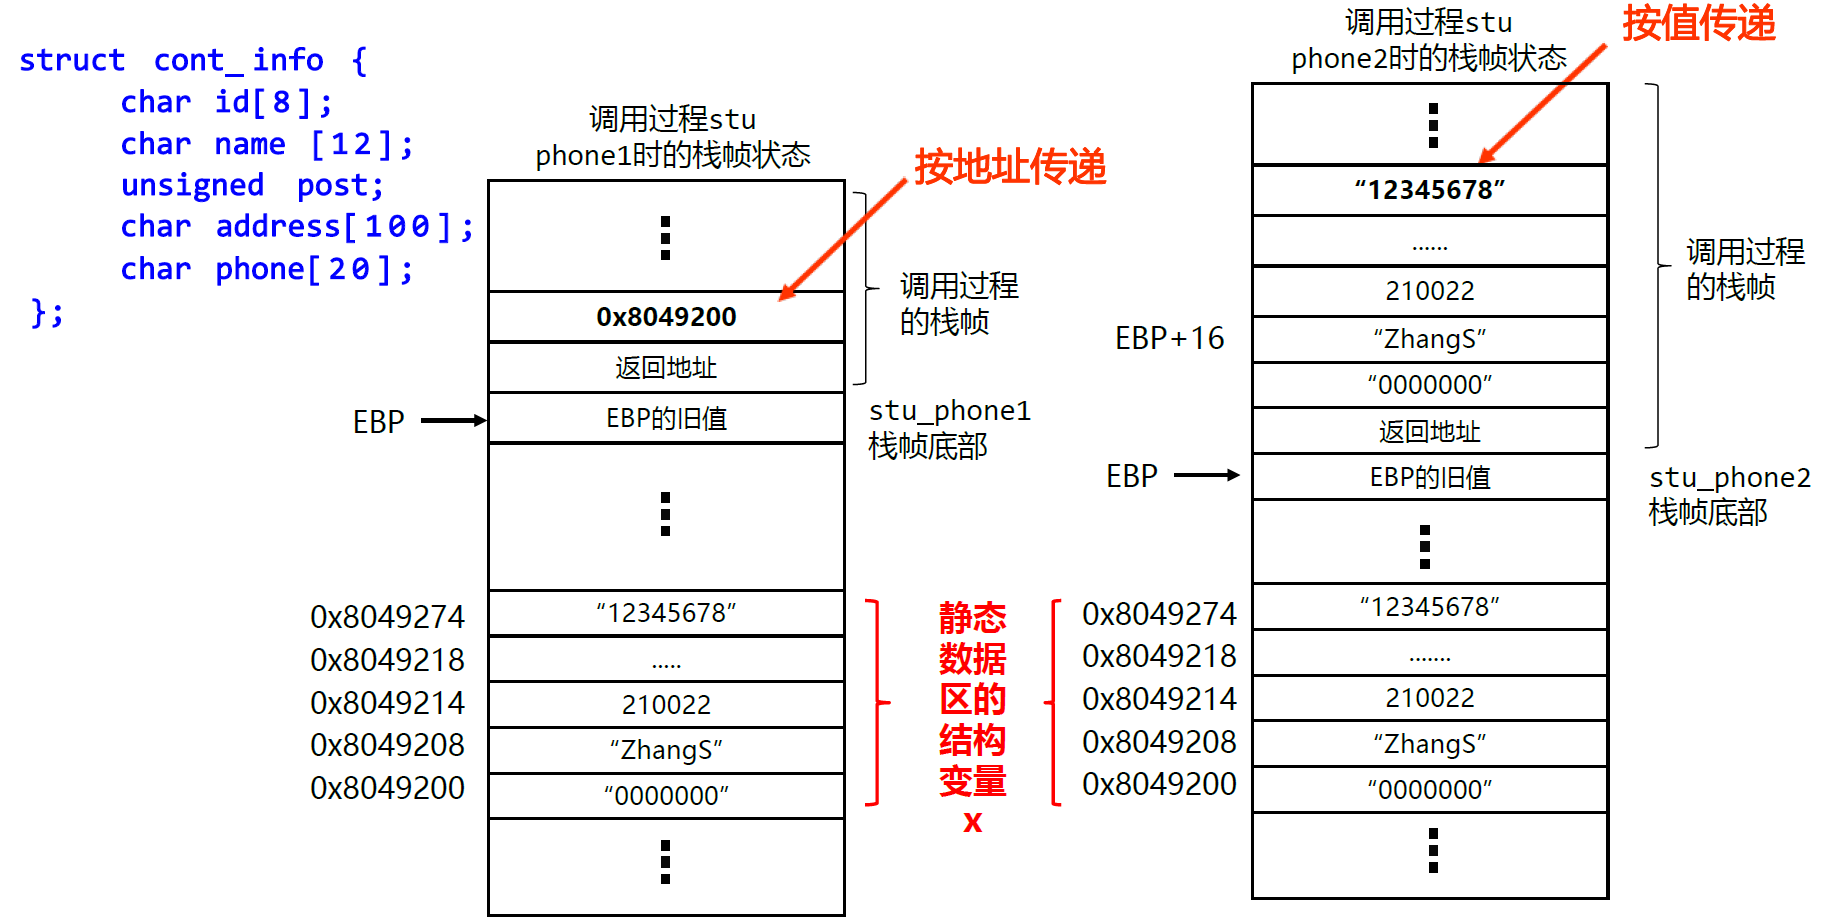 struct cont_info {
char id[8];
char name [12];
unsigned post;
char address[100];
char phone[20];
};
调用过程stu
phone1时的栈帧状态
按地址传递
0x8049200
返回地址
EBP的旧值
EBP
调用过程
的栈帧
stu_phone1
栈帧底部
0x8049274
“12345678”
0x8049218
.....
0x8049214
210022
0x8049208
“ZhangS”
0x8049200
“0000000”
静态
数据
区的
结构
变量
x
调用过程stu
phone2时的栈帧状态
按值传递
“12345678”
......
210022
EBP+16
“ZhangS”
“0000000”
返回地址
EBP
EBP的旧值
调用过程
的栈帧
stu_phone2
栈帧底部
0x8049274
“12345678”
0x8049218
.......
0x8049214
210022
0x8049208
“ZhangS”
0x8049200
“0000000”